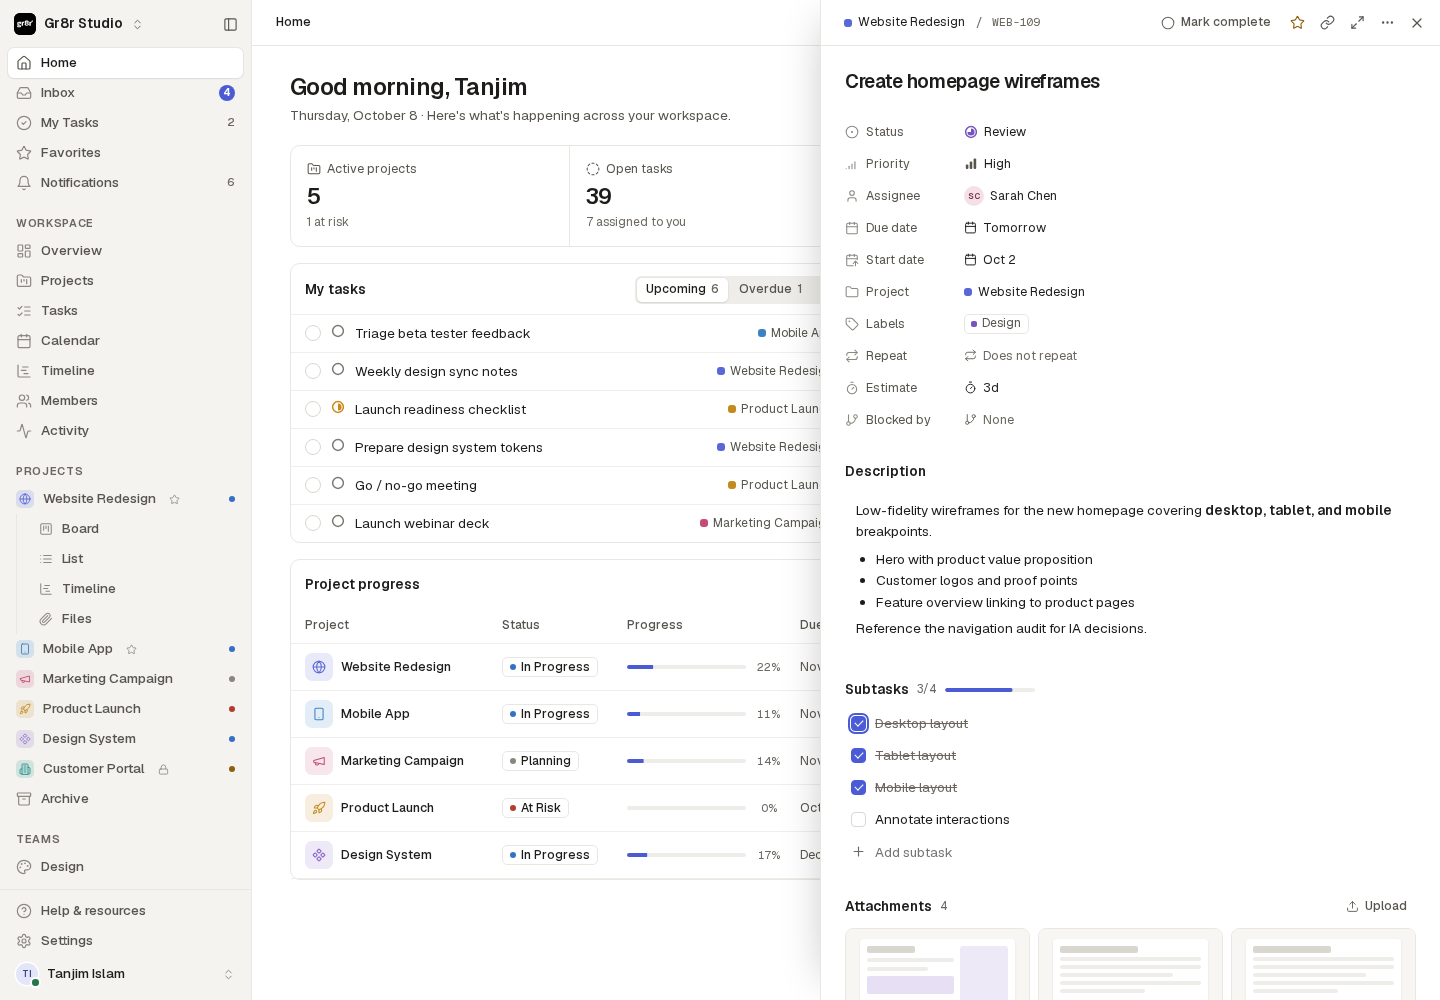 gr8r
Gr8r Studio
Home
Inbox 4
My Tasks 2
Favorites
Notifications 6
WORKSPACE
Overview
Projects
Tasks
Calendar
Timeline
Members
Activity
PROJECTS
Website Redesign
Board
List
Timeline
Files
Mobile App
Marketing Campaign
Product Launch
Design System
Customer Portal
Archive
TEAMS
Design
Help & resources
Settings
TI Tanjim Islam
Home
Good morning, Tanjim
Thursday, October 8 · Here's what's happening across your workspace.
Active projects
5
1 at risk
Open tasks
39
7 assigned to you
My tasks
Upcoming 6 Overdue 1
Triage beta tester feedback Mobile A
Weekly design sync notes Website Redesig
Launch readiness checklist Product Laun
Prepare design system tokens Website Redesig
Go / no-go meeting Product Laun
Launch webinar deck Marketing Campaig
Project progress
Project Status Progress Due
Website Redesign In Progress 22% Nov
Mobile App In Progress 11% Nov
Marketing Campaign Planning 14% Nov
Product Launch At Risk 0% Oct
Design System In Progress 17% Dec
Website Redesign / WEB-109 Mark complete
Create homepage wireframes
Status Review
Priority High
Assignee SC Sarah Chen
Due date Tomorrow
Start date Oct 2
Project Website Redesign
Labels Design
Repeat Does not repeat
Estimate 3d
Blocked by None
Description
Low-fidelity wireframes for the new homepage covering desktop, tablet, and mobile
breakpoints.
• Hero with product value proposition
• Customer logos and proof points
• Feature overview linking to product pages
Reference the navigation audit for IA decisions.
Subtasks 3/4
Desktop layout
Tablet layout
Mobile layout
Annotate interactions
Add subtask
Attachments 4 Upload